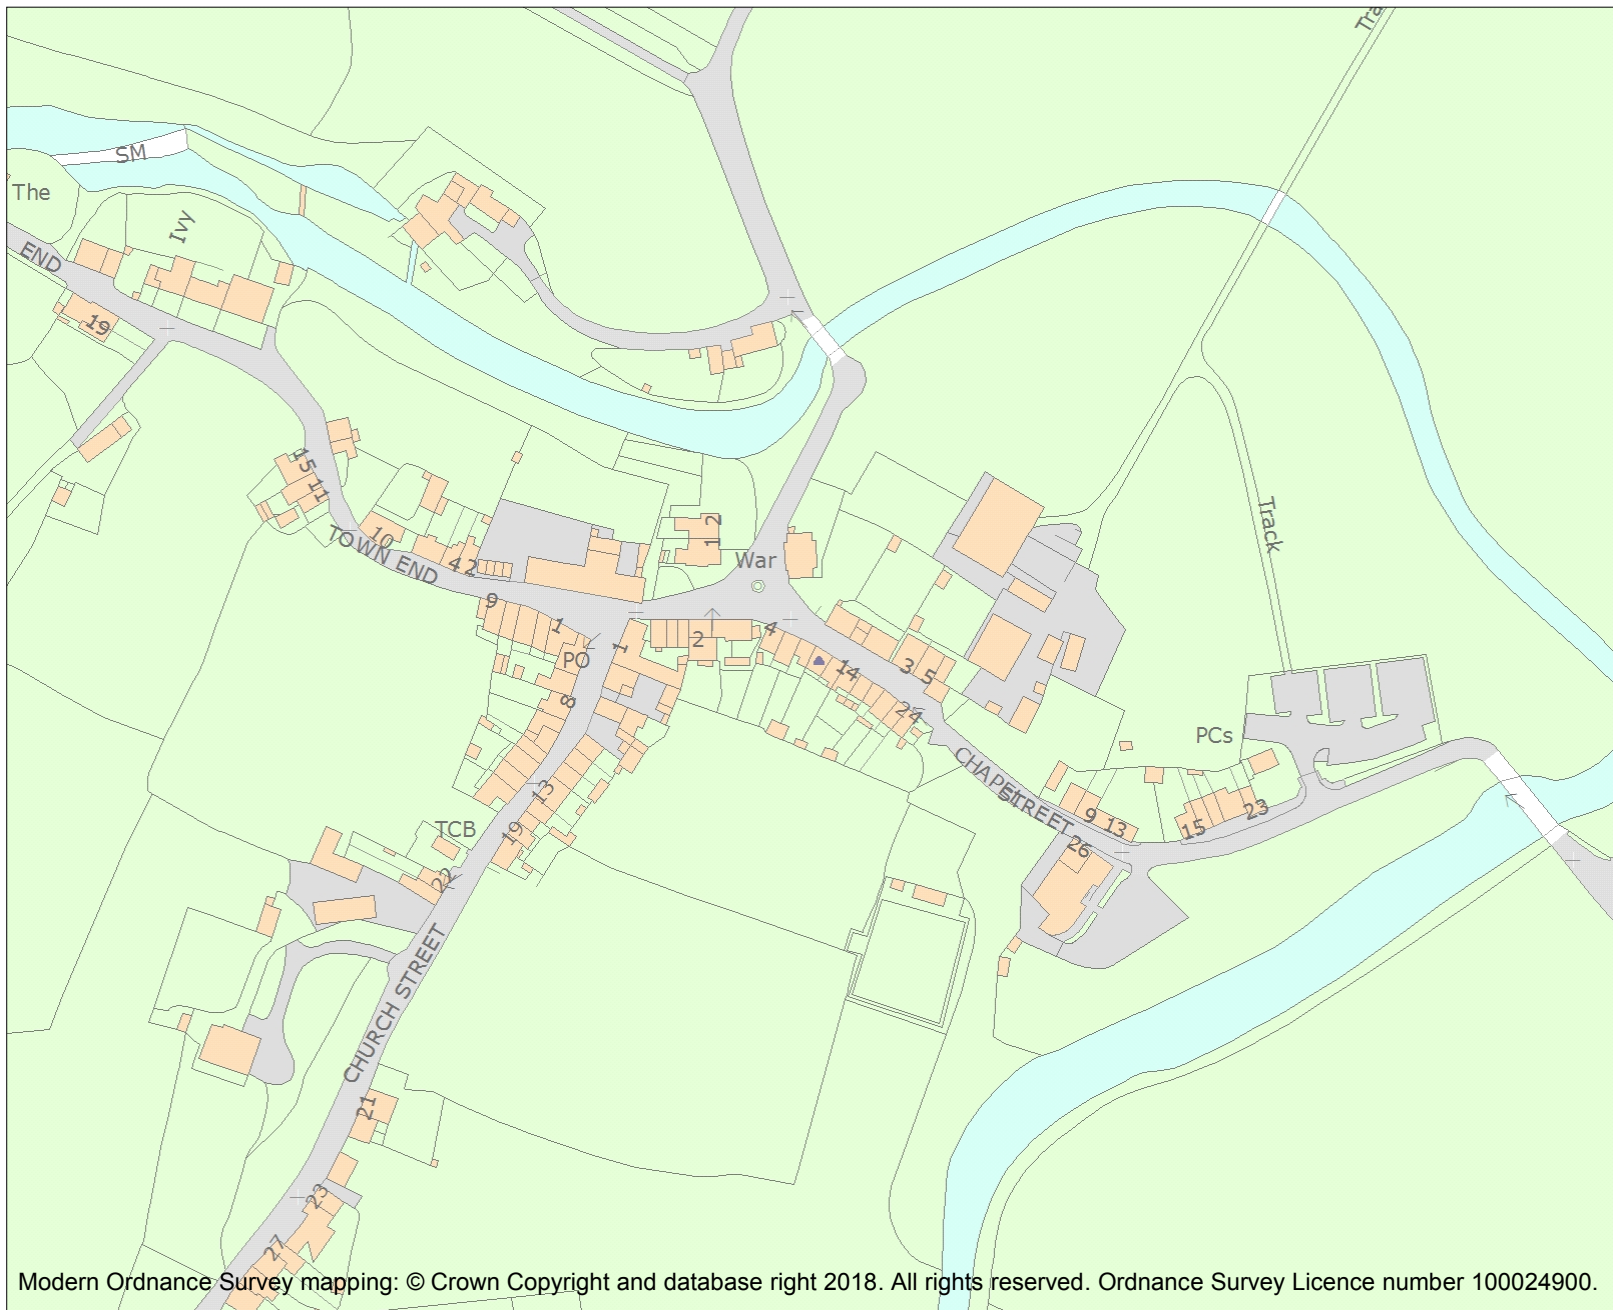 Tra
SM
The
Ivy
END
19
15
11
10
TOWN END
4
2
12
War
9
1
PO
1
2
4
14
3
5
8
24
PCs
Track
CHAPEL
STREET
13
9
13
15
23
19
TCB
26
22
CHURCH STREET
21
23
27
Modern Ordnance Survey mapping: © Crown Copyright and database right 2018. All rights reserved. Ordnance Survey Licence number 100024900.